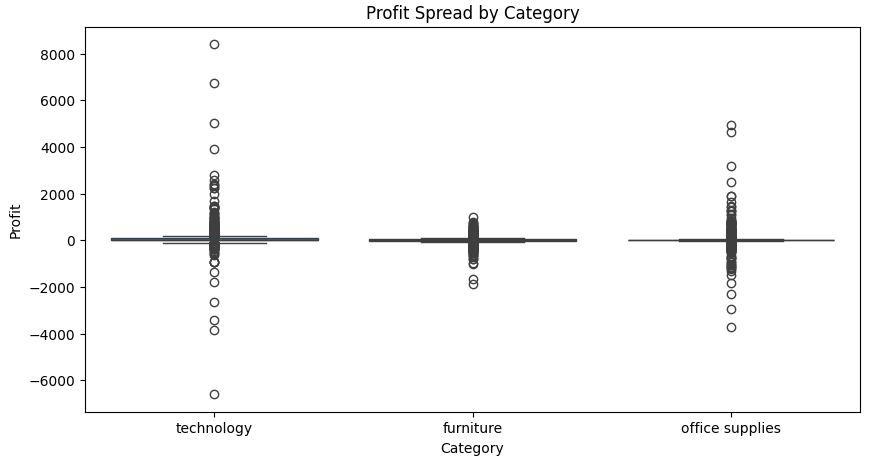 Profit Spread by Category
8000
6000
4000
2000
0
−2000
−4000
−6000
Profit
technology
furniture
office supplies
Category